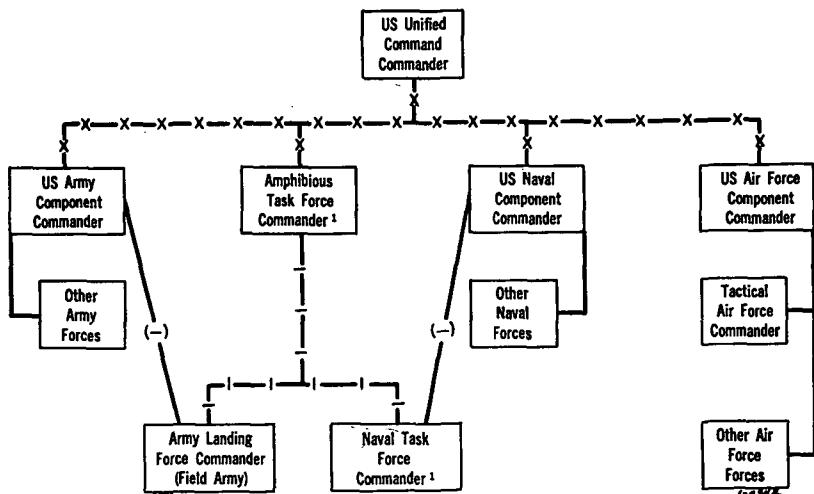 US Unified
Command
Commander
US Army
Component
Commander
Amphibious
Task Force
Commander 1
US Naval
Component
Commander
US Air Force
Component
Commander
Other
Army
Forces
Other
Naval
Forces
Tactical
Air Force
Commander
(—)
(—)
Army Landing
Force Commander
(Field Army)
Naval Task
Force
Commander 1
Other Air
Force
Forces